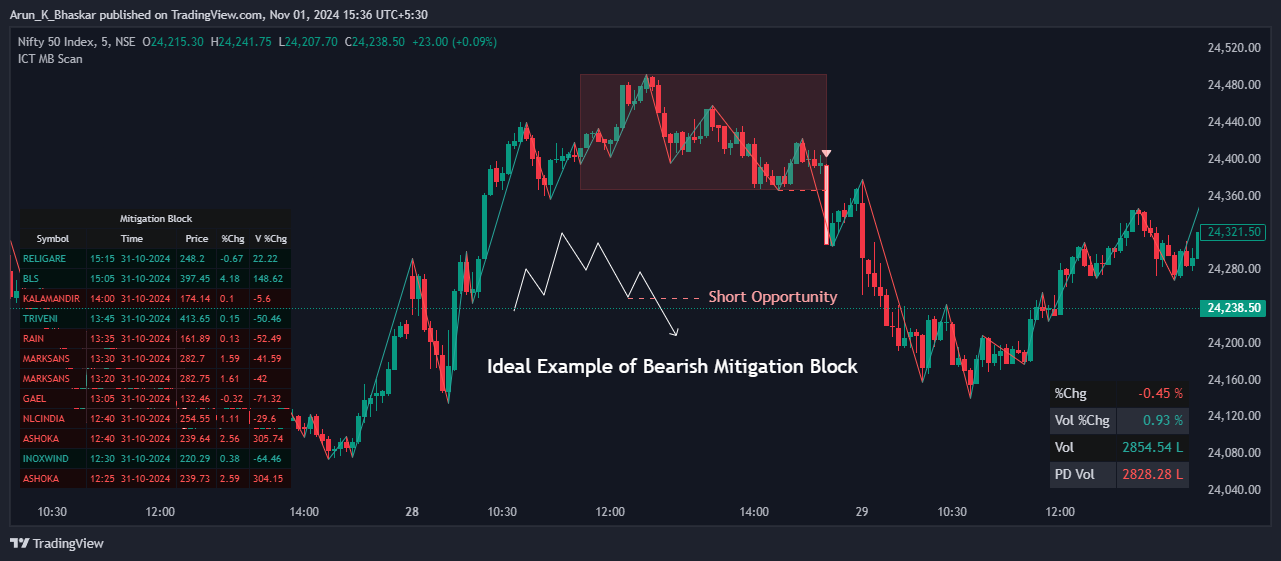 Arun_K_Bhaskar published on TradingView.com, Nov 01, 2024 15:36 UTC+5:30
Nifty 50 Index, 5, NSE O24,215.30 H24,241.75 L24,207.70 C24,238.50 +23.00 (+0.09%)
ICT MB Scan
24,520.00
24,480.00
24,440.00
24,400.00
24,360.00
24,321.50
24,280.00
24,238.50
24,200.00
24,160.00
24,120.00
24,080.00
24,040.00
Mitigation Block
Symbol Time Price %Chg V %Chg
RELIGARE 15:15 31-10-2024 248.2 -0.67 22.22
BLS 15:05 31-10-2024 397.45 4.18 148.62
KALAMANDIR 14:00 31-10-2024 174.14 0.1 -5.6
TRIVENI 13:45 31-10-2024 413.65 0.15 -50.46
RAIN 13:35 31-10-2024 161.89 0.13 -52.49
MARKSANS 13:30 31-10-2024 282.7 1.59 -41.59
MARKSANS 13:20 31-10-2024 282.75 1.61 -42
GAEL 13:05 31-10-2024 132.46 -0.32 -71.32
NLCINDIA 12:40 31-10-2024 254.55 1.11 -29.6
ASHOKA 12:40 31-10-2024 239.64 2.56 305.74
INOXWIND 12:30 31-10-2024 220.29 0.38 -64.46
ASHOKA 12:25 31-10-2024 239.73 2.59 304.15
Short Opportunity
Ideal Example of Bearish Mitigation Block
%Chg -0.45 %
Vol %Chg 0.93 %
Vol 2854.54 L
PD Vol 2828.28 L
10:30 12:00 14:00 28 10:30 12:00 14:00 29 10:30 12:00
TradingView